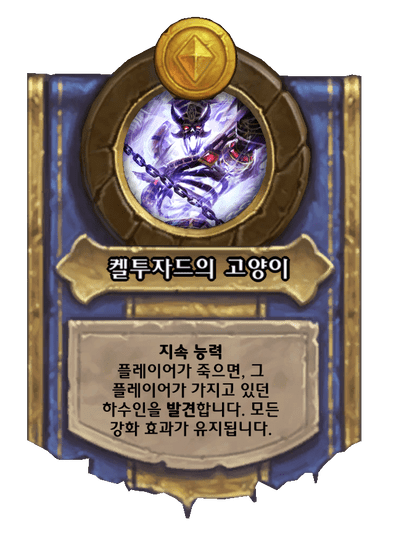 켈투자드의 고양이
지속 능력
플레이어가 죽으면, 그
플레이어가 가지고 있던
하수인을 발견합니다. 모든
강화 효과가 유지됩니다.